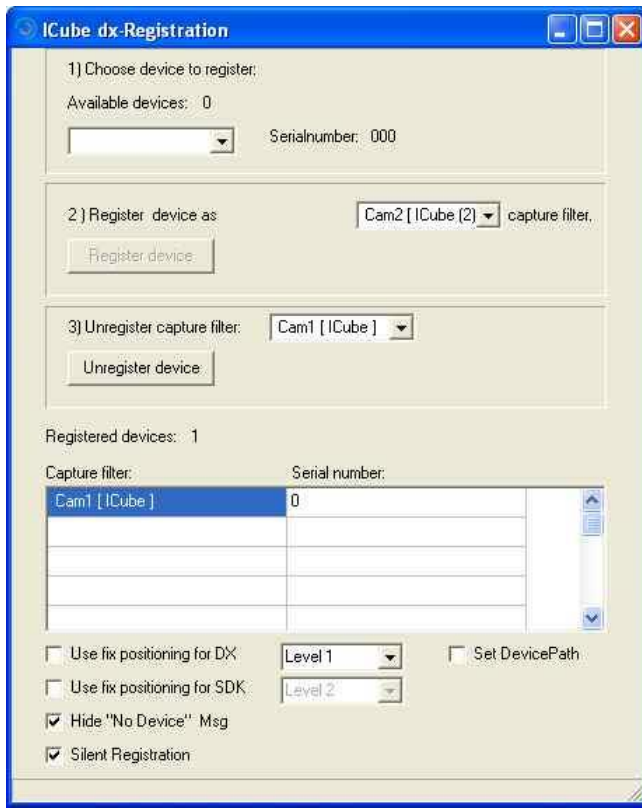 ICube dx-Registration
1) Choose device to register:
Available devices: 0
Serialnumber: 000
2 ) Register device as
Cam2 [ ICube (2) capture filter.
Register device
3) Unregister capture filter: Cam1 [ ICube ]
Unregister device
Registered devices: 1
Capture filter: Serial number:
Cam1 [ ICube ] 0
Use fix positioning for DX Level 1 Set DevicePath
Use fix positioning for SDK Level 2
Hide "No Device" Msg
Silent Registration